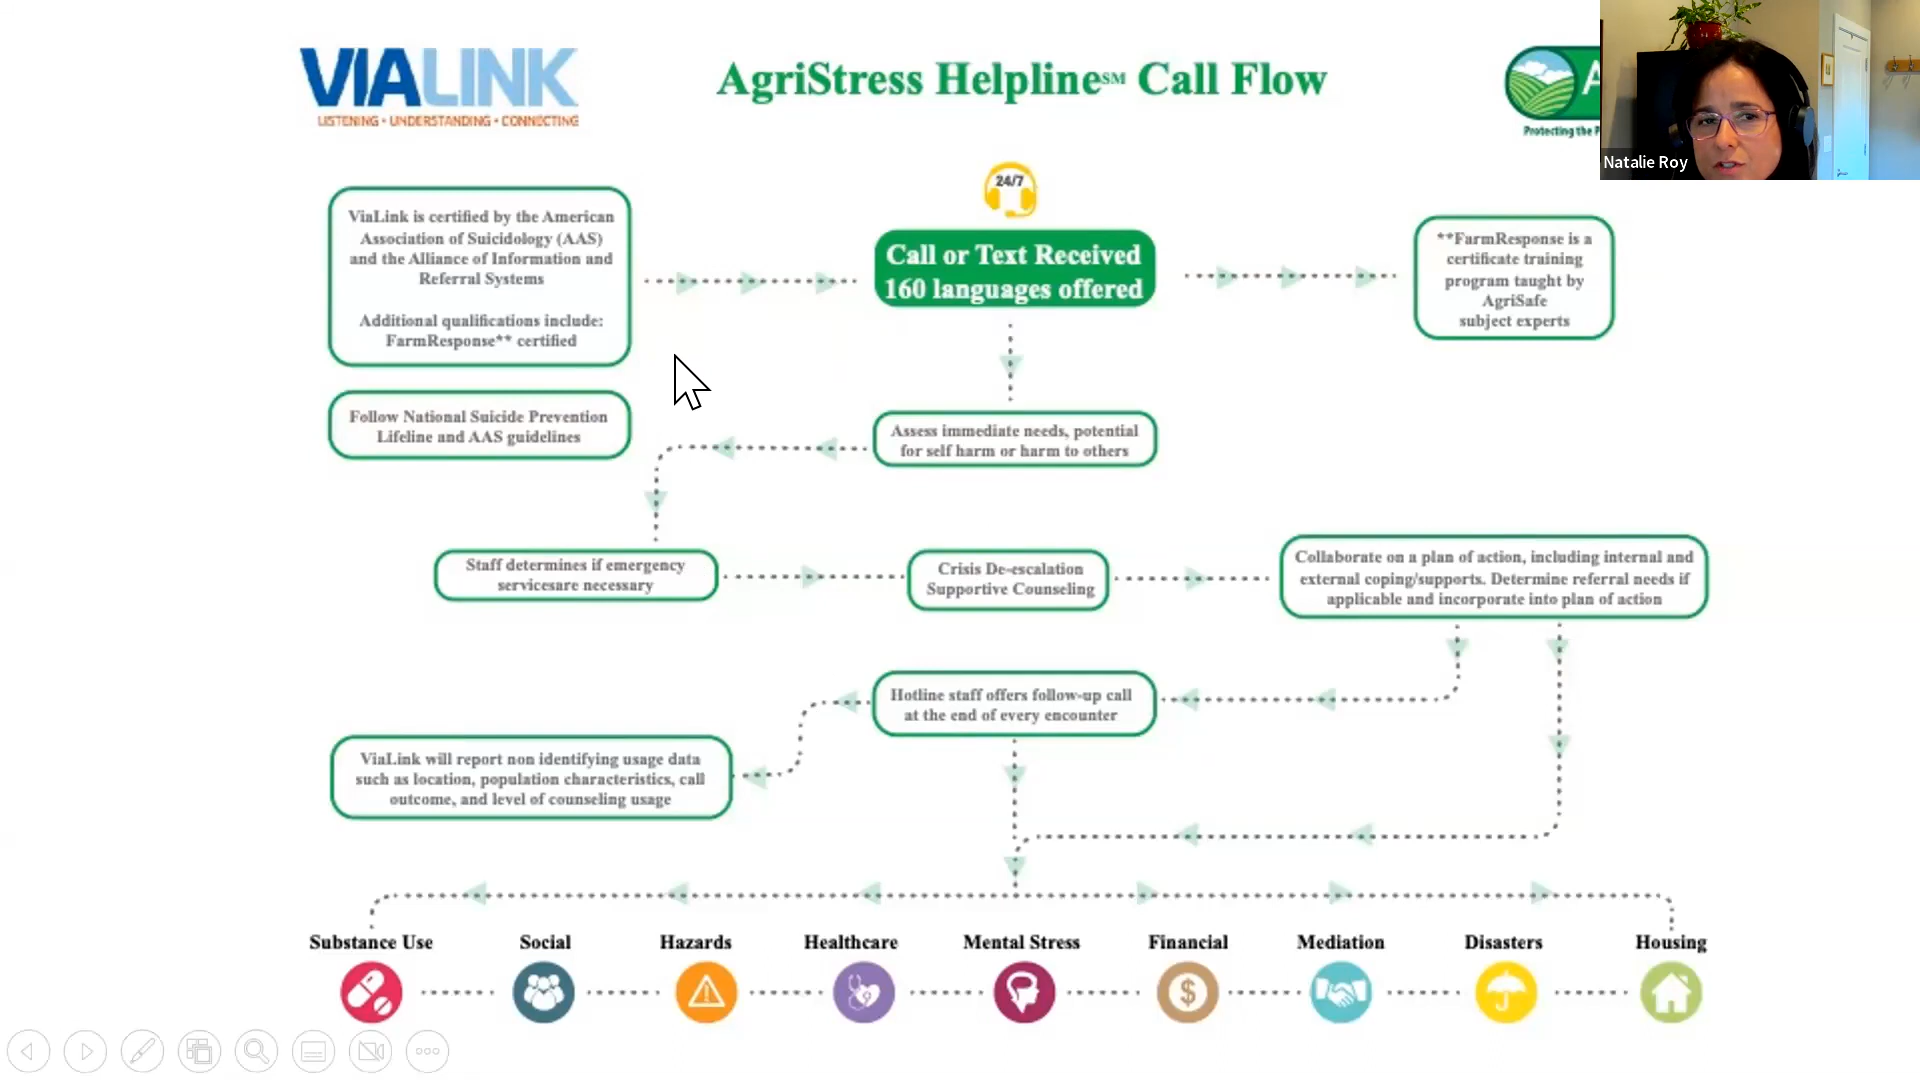 VIALINK
LISTENING • UNDERSTANDING • CONNECTING
AgriStress Helpline℠ Call Flow
A
Protecting the P
Natalie Roy
24/7
ViaLink is certified by the American
Association of Suicidology (AAS)
and the Alliance of Information and
Referral Systems
Additional qualifications include:
FarmResponse** certified
Call or Text Received
160 languages offered
**FarmResponse is a
certificate training
program taught by
AgriSafe
subject experts
Follow National Suicide Prevention
Lifeline and AAS guidelines
Assess immediate needs, potential
for self harm or harm to others
Staff determines if emergency
servicesare necessary
Crisis De-escalation
Supportive Counseling
Collaborate on a plan of action, including internal and
external coping/supports. Determine referral needs if
applicable and incorporate into plan of action
Hotline staff offers follow-up call
at the end of every encounter
ViaLink will report non identifying usage data
such as location, population characteristics, call
outcome, and level of counseling usage
Substance Use
Social
Hazards
Healthcare
Mental Stress
Financial
Mediation
Disasters
Housing
$